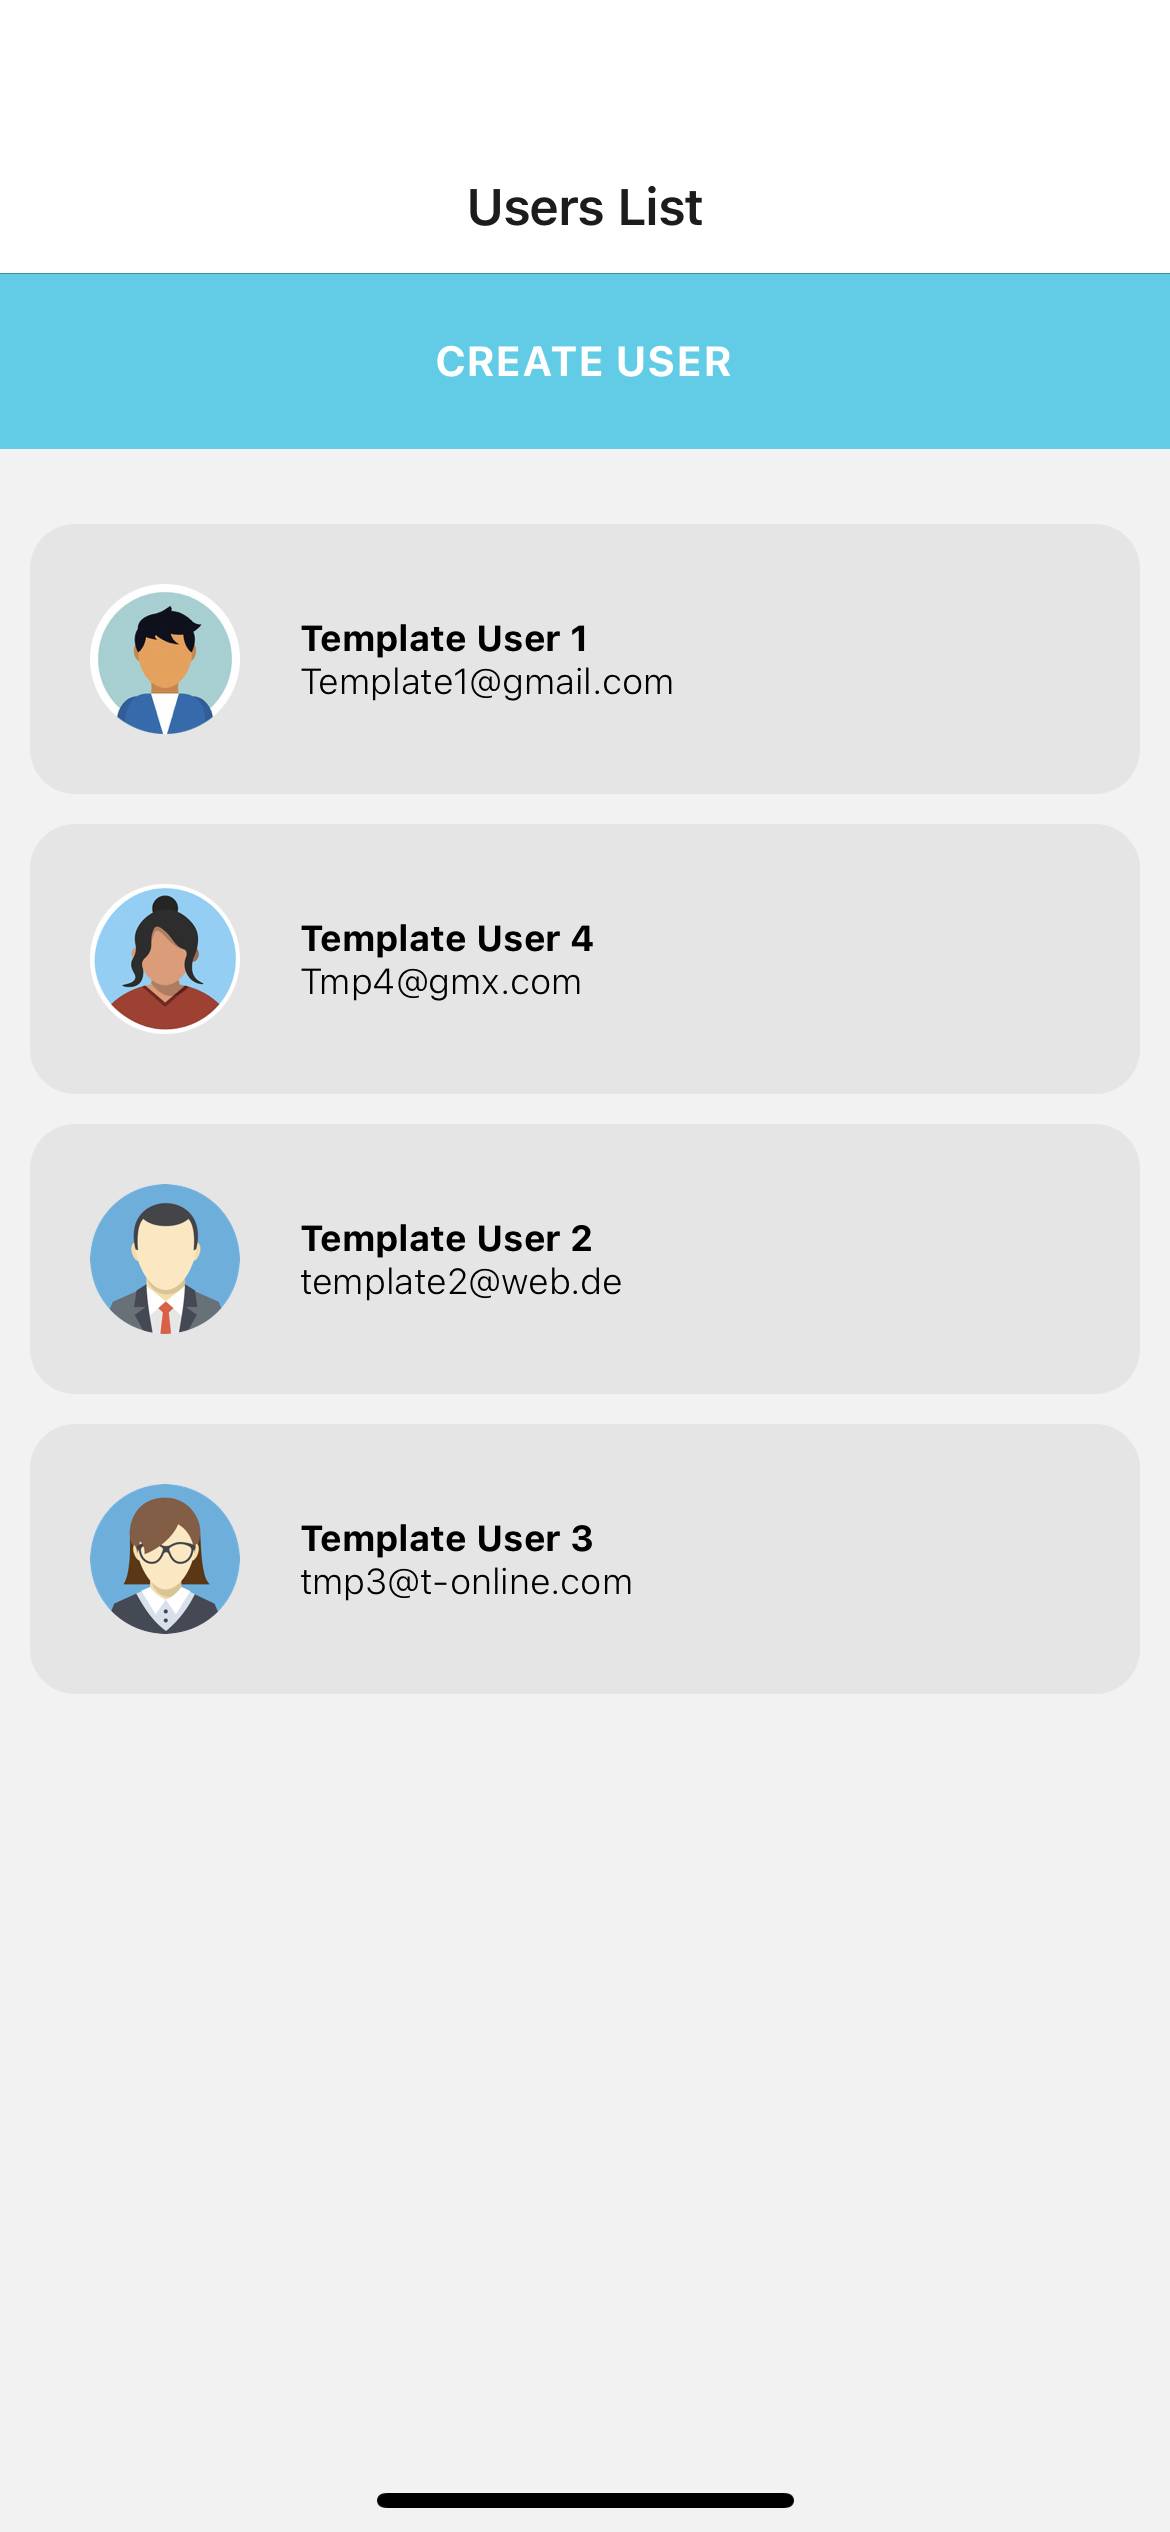 Users List
CREATE USER
Template User 1
Template1@gmail.com
Template User 4
Tmp4@gmx.com
Template User 2
template2@web.de
Template User 3
tmp3@t-online.com